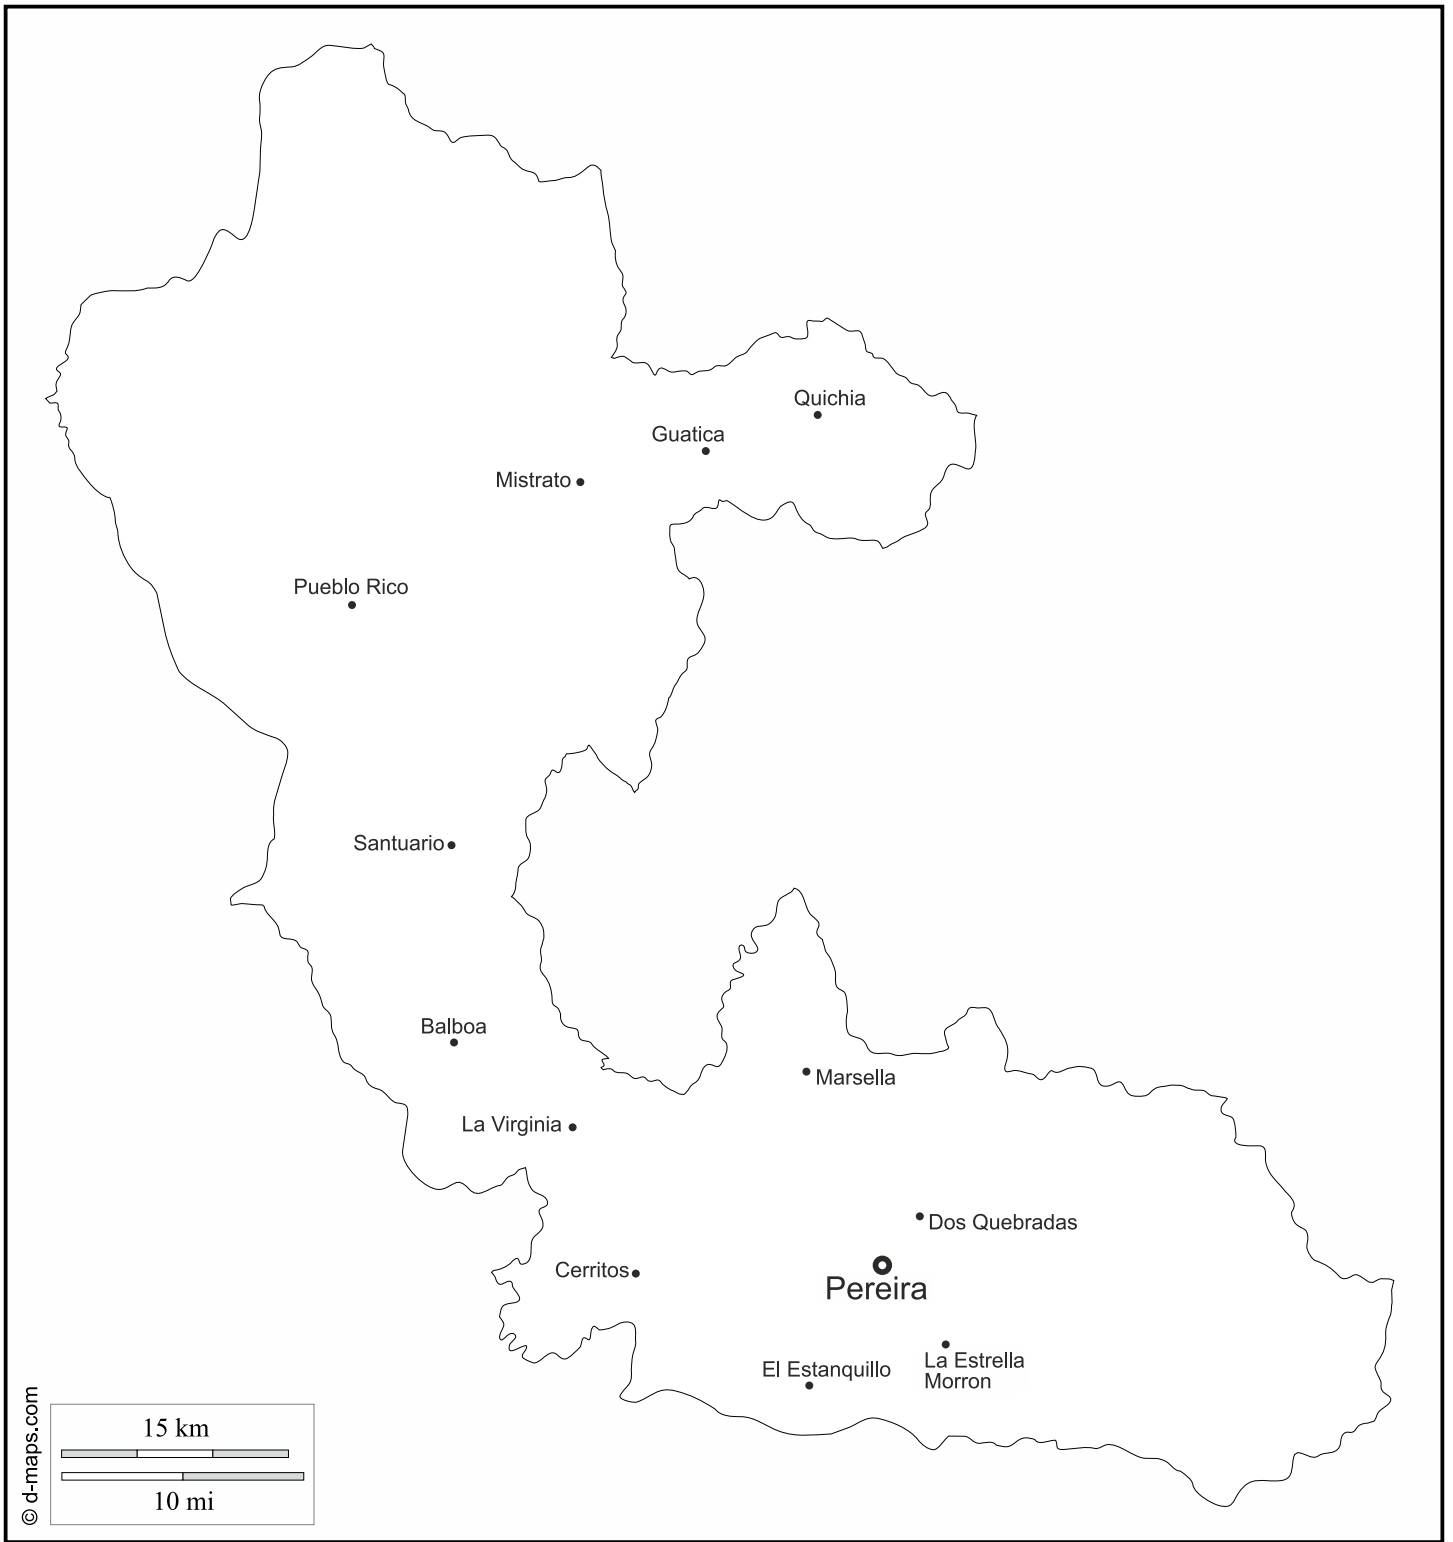 Quichia
Guatica
Mistrato
Pueblo Rico
Santuario
Balboa
Marsella
La Virginia
Dos Quebradas
Cerritos
Pereira
La Estrella
Morron
El Estanquillo
15 km
10 mi
© d-maps.com